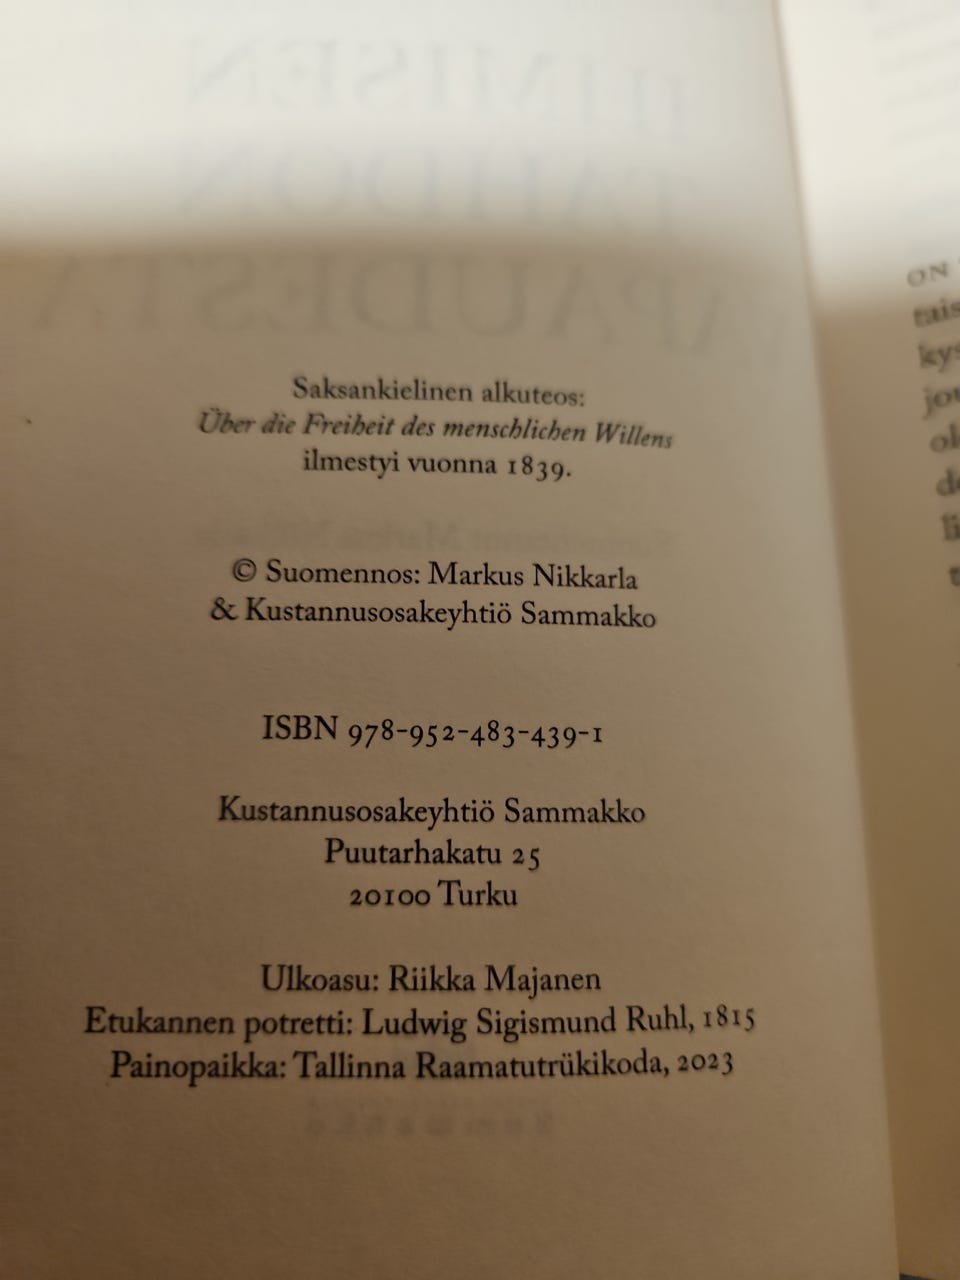 Saksankielinen alkuteos:
Über die Freiheit des menschlichen Willens
ilmestyi vuonna 1839.
© Suomennos: Markus Nikkarla
& Kustannusosakeyhtiö Sammakko
ISBN 978-952-483-439-1
Kustannusosakeyhtiö Sammakko
Puutarhakatu 25
20100 Turku
Ulkoasu: Riikka Majanen
Etukannen potretti: Ludwig Sigismund Ruhl, 1815
Painopaikka: Tallinna Raamatutrükikoda, 2023
ON